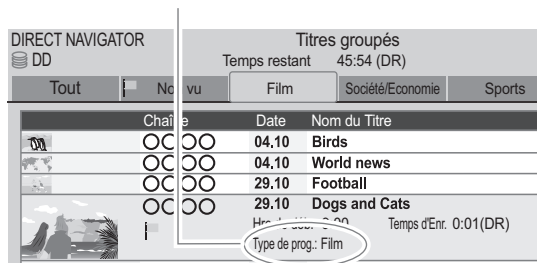 DIRECT NAVIGATOR Titres groupés
DD Temps restant 45:54 (DR)
Tout vu Film Société/Economie Sports
Date Nom du Titre
04.10 Birds
04.10 World news
29.10 Football
29.10 Dogs and Cats
Temps d'Enr. 0:01(DR)
Type de prog.: Film